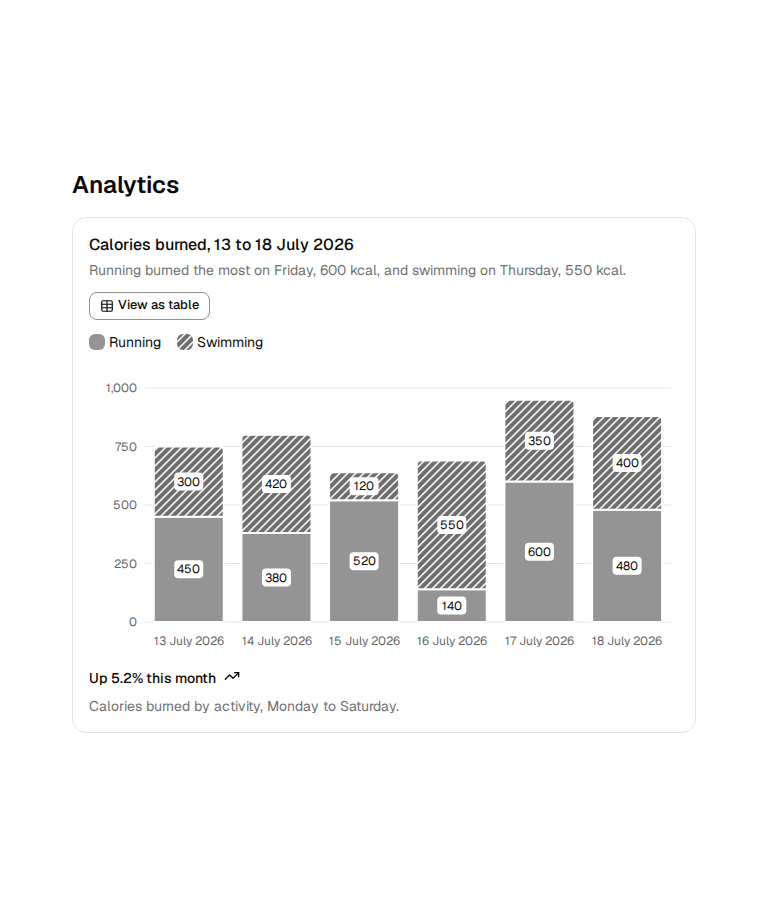 Analytics
Calories burned, 13 to 18 July 2026
Running burned the most on Friday, 600 kcal, and swimming on Thursday, 550 kcal.
View as table
Running Swimming
1,000
750
500
250
0
300 420 120 550 350 400
450 380 520 140 600 480
13 July 2026 14 July 2026 15 July 2026 16 July 2026 17 July 2026 18 July 2026
Up 5.2% this month
Calories burned by activity, Monday to Saturday.